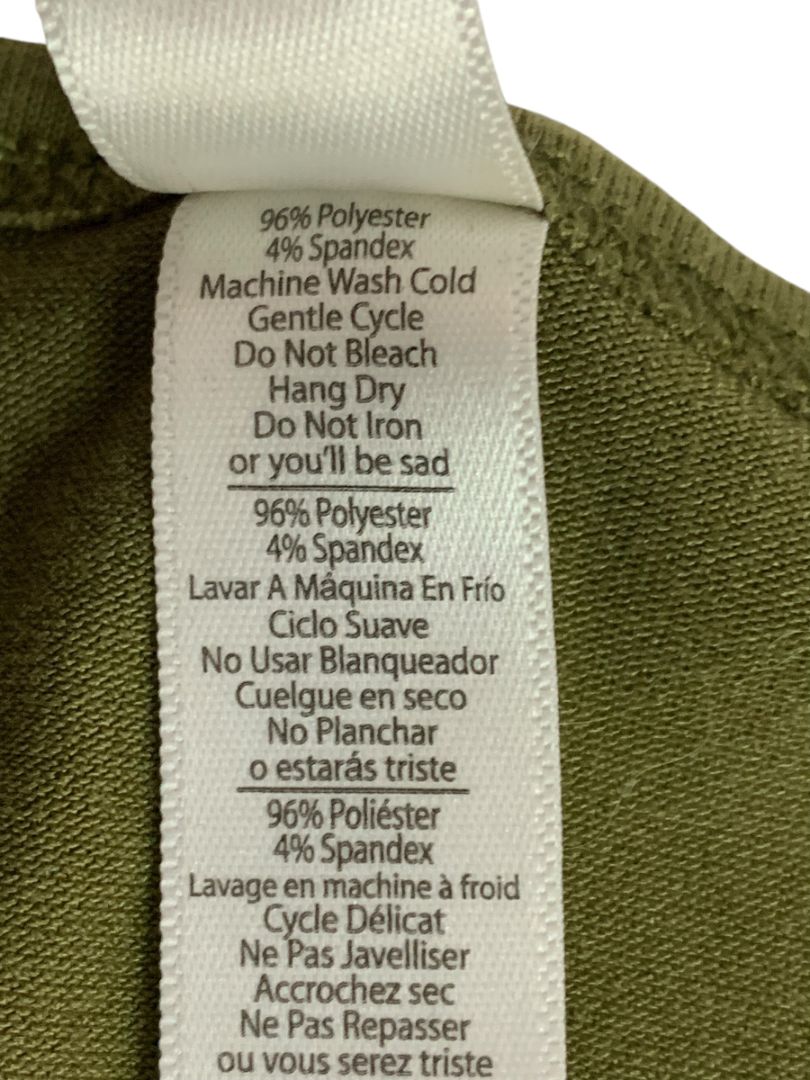 96% Polyester
4% Spandex
Machine Wash Cold
Gentle Cycle
Do Not Bleach
Hang Dry
Do Not Iron
or you'll be sad
96% Polyester
4% Spandex
Lavar A Máquina En Frío
Ciclo Suave
No Usar Blanqueador
Cuelgue en seco
No Planchar
o estarás triste
96% Poliéster
4% Spandex
Lavage en machine à froid
Cycle Délicat
Ne Pas Javelliser
Accrochez sec
Ne Pas Repasser
ou vous serez triste